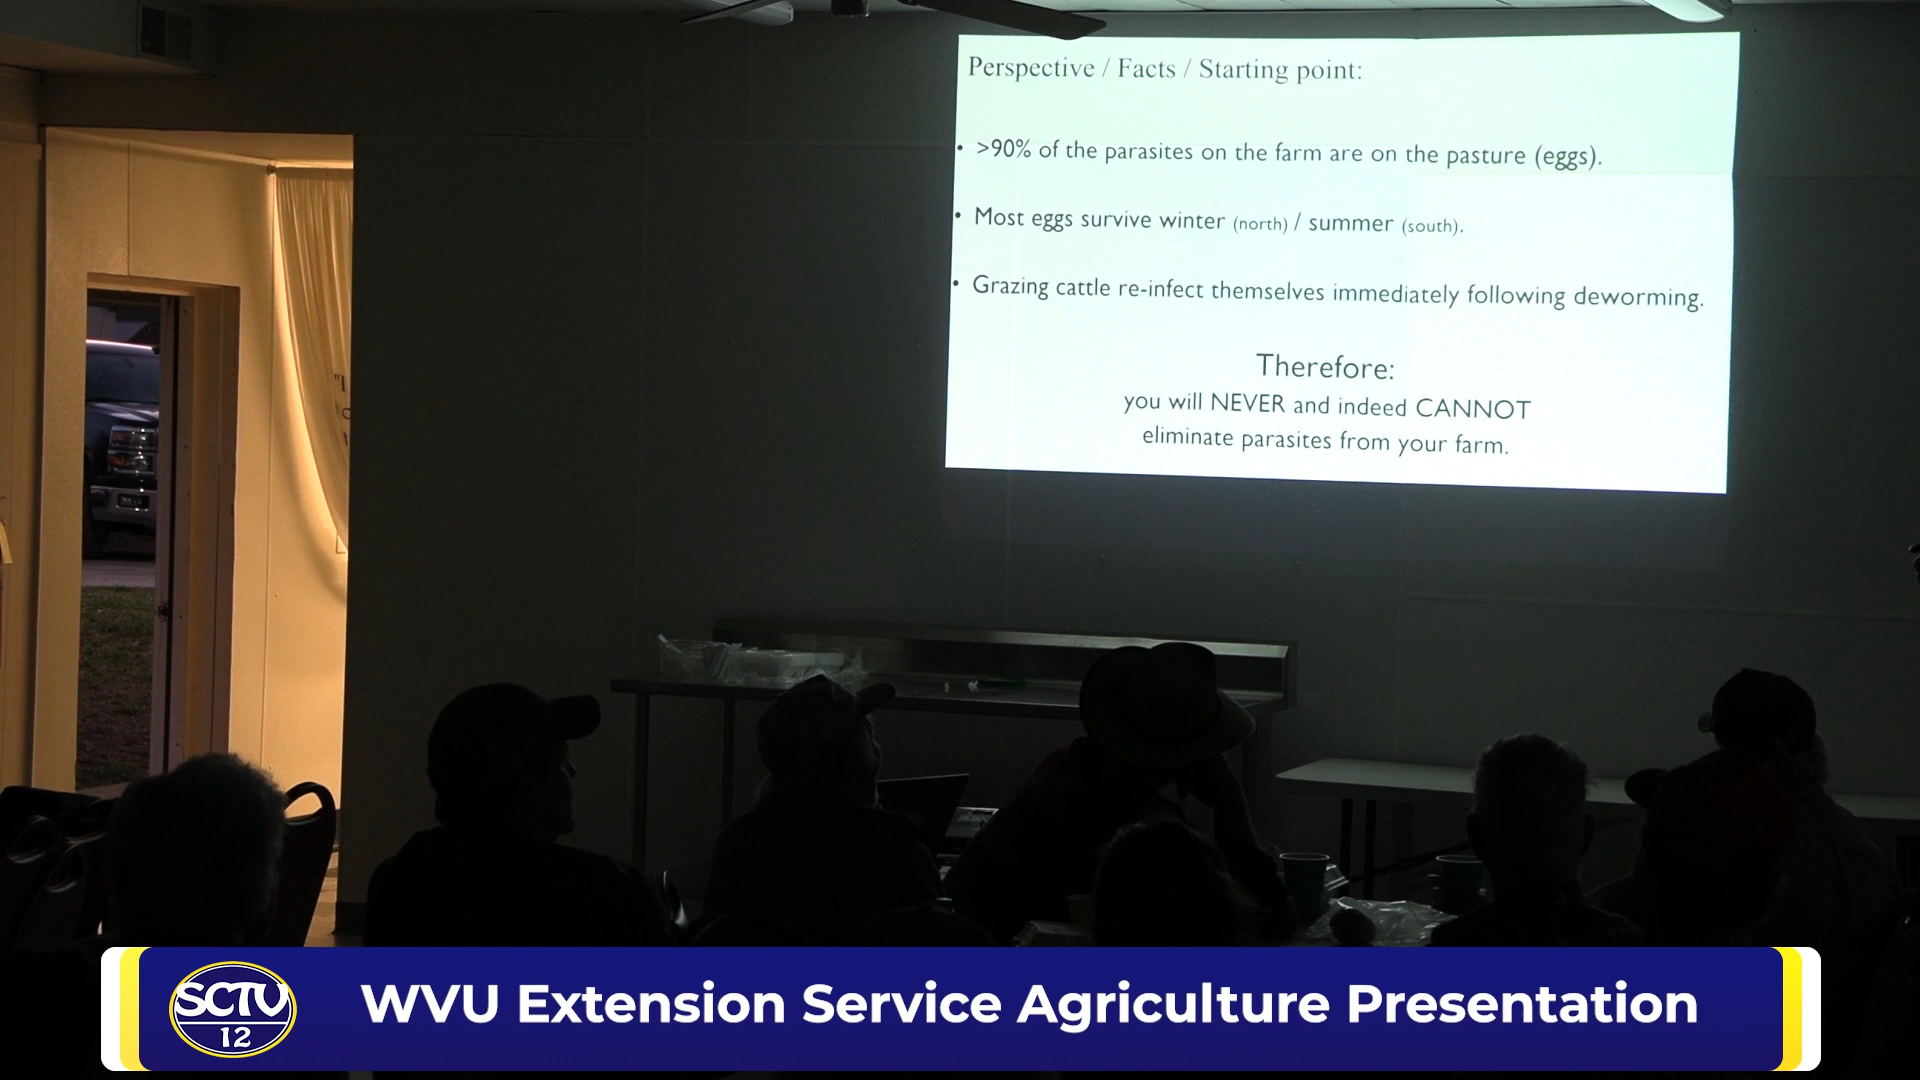 Perspective / Facts / Starting point:
• >90% of the parasites on the farm are on the pasture (eggs).
• Most eggs survive winter (north) / summer (south).
• Grazing cattle re-infect themselves immediately following deworming.
Therefore:
you will NEVER and indeed CANNOT
eliminate parasites from your farm.
SCTV
12
WVU Extension Service Agriculture Presentation